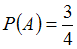 P(A) = 3/4